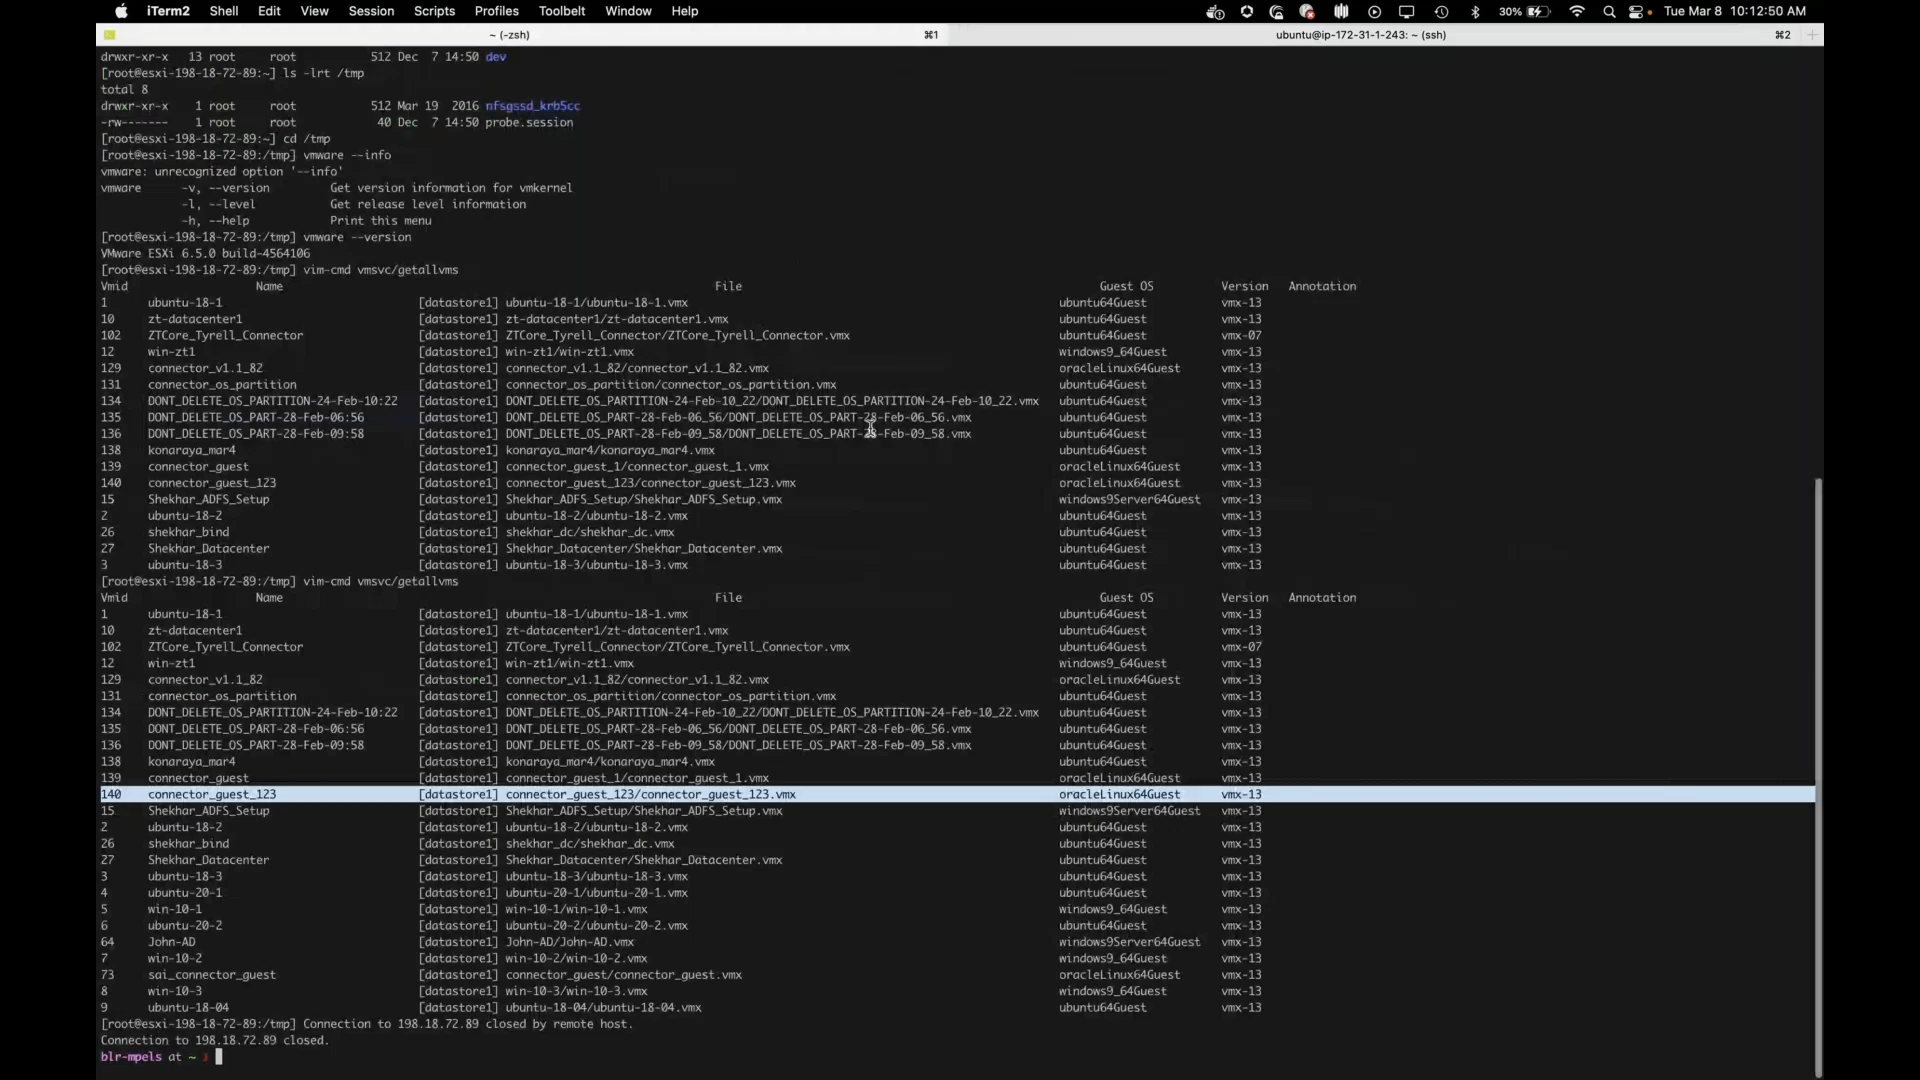 iTerm2 Shell Edit View Session Scripts Profiles Toolbelt Window Help 30% Tue Mar 8 10:12:50 AM
~ (-zsh) ⌘1 ubuntu@ip-172-31-1-243: ~ (ssh) ⌘2
drwxr-xr-x 13 root root 512 Dec 7 14:50 dev
[root@esxi-198-18-72-89:~] ls -lrt /tmp
total 8
drwxr-xr-x 1 root root 512 Mar 19 2016 nfsgssd_krb5cc
-rw------- 1 root root 40 Dec 7 14:50 probe.session
[root@esxi-198-18-72-89:~] cd /tmp
[root@esxi-198-18-72-89:/tmp] vmware --info
vmware: unrecognized option '--info'
vmware -v, --version Get version information for vmkernel
-l, --level Get release level information
-h, --help Print this menu
[root@esxi-198-18-72-89:/tmp] vmware --version
VMware ESXi 6.5.0 build-4564106
[root@esxi-198-18-72-89:/tmp] vim-cmd vmsvc/getallvms
Vmid Name File Guest OS Version Annotation
1 ubuntu-18-1 [datastore1] ubuntu-18-1/ubuntu-18-1.vmx ubuntu64Guest vmx-13
10 zt-datacenter1 [datastore1] zt-datacenter1/zt-datacenter1.vmx ubuntu64Guest vmx-13
102 ZTCore_Tyrell_Connector [datastore1] ZTCore_Tyrell_Connector/ZTCore_Tyrell_Connector.vmx ubuntu64Guest vmx-07
12 win-zt1 [datastore1] win-zt1/win-zt1.vmx windows9_64Guest vmx-13
129 connector_v1.1_82 [datastore1] connector_v1.1_82/connector_v1.1_82.vmx oracleLinux64Guest vmx-13
131 connector_os_partition [datastore1] connector_os_partition/connector_os_partition.vmx ubuntu64Guest vmx-13
134 DONT_DELETE_OS_PARTITION-24-Feb-10:22 [datastore1] DONT_DELETE_OS_PARTITION-24-Feb-10_22/DONT_DELETE_OS_PARTITION-24-Feb-10_22.vmx ubuntu64Guest vmx-13
135 DONT_DELETE_OS_PART-28-Feb-06:56 [datastore1] DONT_DELETE_OS_PART-28-Feb-06_56/DONT_DELETE_OS_PART-28-Feb-06_56.vmx ubuntu64Guest vmx-13
136 DONT_DELETE_OS_PART-28-Feb-09:58 [datastore1] DONT_DELETE_OS_PART-28-Feb-09_58/DONT_DELETE_OS_PART-28-Feb-09_58.vmx ubuntu64Guest vmx-13
138 konaraya_mar4 [datastore1] konaraya_mar4/konaraya_mar4.vmx ubuntu64Guest vmx-13
139 connector_guest [datastore1] connector_guest_1/connector_guest_1.vmx oracleLinux64Guest vmx-13
140 connector_guest_123 [datastore1] connector_guest_123/connector_guest_123.vmx oracleLinux64Guest vmx-13
15 Shekhar_ADFS_Setup [datastore1] Shekhar_ADFS_Setup/Shekhar_ADFS_Setup.vmx windows9Server64Guest vmx-13
2 ubuntu-18-2 [datastore1] ubuntu-18-2/ubuntu-18-2.vmx ubuntu64Guest vmx-13
26 shekhar_bind [datastore1] shekhar_dc/shekhar_dc.vmx ubuntu64Guest vmx-13
27 Shekhar_Datacenter [datastore1] Shekhar_Datacenter/Shekhar_Datacenter.vmx ubuntu64Guest vmx-13
3 ubuntu-18-3 [datastore1] ubuntu-18-3/ubuntu-18-3.vmx ubuntu64Guest vmx-13
[root@esxi-198-18-72-89:/tmp] vim-cmd vmsvc/getallvms
Vmid Name File Guest OS Version Annotation
1 ubuntu-18-1 [datastore1] ubuntu-18-1/ubuntu-18-1.vmx ubuntu64Guest vmx-13
10 zt-datacenter1 [datastore1] zt-datacenter1/zt-datacenter1.vmx ubuntu64Guest vmx-13
102 ZTCore_Tyrell_Connector [datastore1] ZTCore_Tyrell_Connector/ZTCore_Tyrell_Connector.vmx ubuntu64Guest vmx-07
12 win-zt1 [datastore1] win-zt1/win-zt1.vmx windows9_64Guest vmx-13
129 connector_v1.1_82 [datastore1] connector_v1.1_82/connector_v1.1_82.vmx oracleLinux64Guest vmx-13
131 connector_os_partition [datastore1] connector_os_partition/connector_os_partition.vmx ubuntu64Guest vmx-13
134 DONT_DELETE_OS_PARTITION-24-Feb-10:22 [datastore1] DONT_DELETE_OS_PARTITION-24-Feb-10_22/DONT_DELETE_OS_PARTITION-24-Feb-10_22.vmx ubuntu64Guest vmx-13
135 DONT_DELETE_OS_PART-28-Feb-06:56 [datastore1] DONT_DELETE_OS_PART-28-Feb-06_56/DONT_DELETE_OS_PART-28-Feb-06_56.vmx ubuntu64Guest vmx-13
136 DONT_DELETE_OS_PART-28-Feb-09:58 [datastore1] DONT_DELETE_OS_PART-28-Feb-09_58/DONT_DELETE_OS_PART-28-Feb-09_58.vmx ubuntu64Guest vmx-13
138 konaraya_mar4 [datastore1] konaraya_mar4/konaraya_mar4.vmx ubuntu64Guest vmx-13
139 connector_guest [datastore1] connector_guest_1/connector_guest_1.vmx oracleLinux64Guest vmx-13
140 connector_guest_123 [datastore1] connector_guest_123/connector_guest_123.vmx oracleLinux64Guest vmx-13
15 Shekhar_ADFS_Setup [datastore1] Shekhar_ADFS_Setup/Shekhar_ADFS_Setup.vmx windows9Server64Guest vmx-13
2 ubuntu-18-2 [datastore1] ubuntu-18-2/ubuntu-18-2.vmx ubuntu64Guest vmx-13
26 shekhar_bind [datastore1] shekhar_dc/shekhar_dc.vmx ubuntu64Guest vmx-13
27 Shekhar_Datacenter [datastore1] Shekhar_Datacenter/Shekhar_Datacenter.vmx ubuntu64Guest vmx-13
3 ubuntu-18-3 [datastore1] ubuntu-18-3/ubuntu-18-3.vmx ubuntu64Guest vmx-13
4 ubuntu-20-1 [datastore1] ubuntu-20-1/ubuntu-20-1.vmx ubuntu64Guest vmx-13
5 win-10-1 [datastore1] win-10-1/win-10-1.vmx windows9_64Guest vmx-13
6 ubuntu-20-2 [datastore1] ubuntu-20-2/ubuntu-20-2.vmx ubuntu64Guest vmx-13
64 John-AD [datastore1] John-AD/John-AD.vmx windows9Server64Guest vmx-13
7 win-10-2 [datastore1] win-10-2/win-10-2.vmx windows9_64Guest vmx-13
73 sai_connector_guest [datastore1] connector_guest/connector_guest.vmx oracleLinux64Guest vmx-13
8 win-10-3 [datastore1] win-10-3/win-10-3.vmx windows9_64Guest vmx-13
9 ubuntu-18-04 [datastore1] ubuntu-18-04/ubuntu-18-04.vmx ubuntu64Guest vmx-13
[root@esxi-198-18-72-89:/tmp] Connection to 198.18.72.89 closed by remote host.
Connection to 198.18.72.89 closed.
blr-mpels at ~